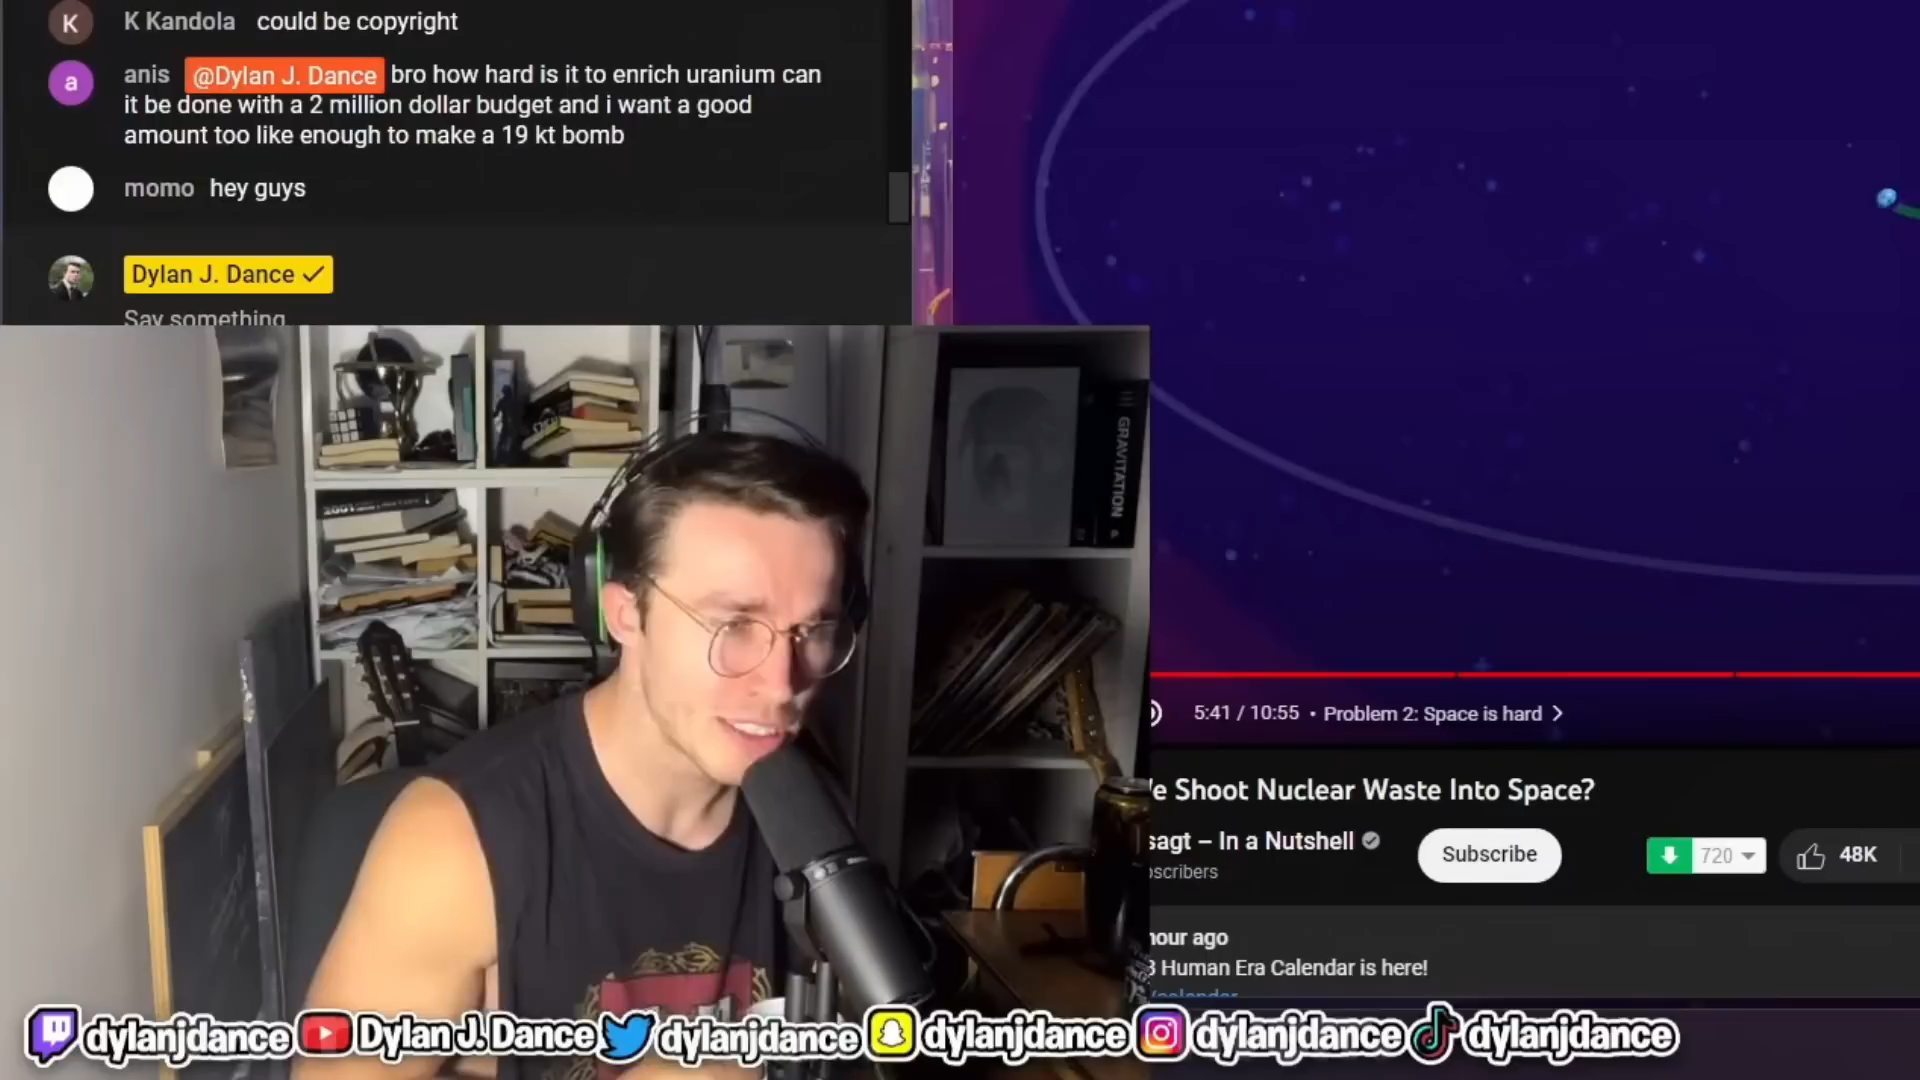 K
K Kandola could be copyright
a
anis @Dylan J. Dance bro how hard is it to enrich uranium can
it be done with a 2 million dollar budget and i want a good
amount too like enough to make a 19 kt bomb
momo hey guys
Dylan J. Dance
Say something
2001
GRAVITATION
5:41 / 10:55 • Problem 2: Space is hard
Shoot Nuclear Waste Into Space?
sagt – In a Nutshell
scribers
Subscribe
720
48K
hour ago
3 Human Era Calendar is here!
dylanjdance Dylan J. Dance dylanjdance dylanjdance dylanjdance dylanjdance